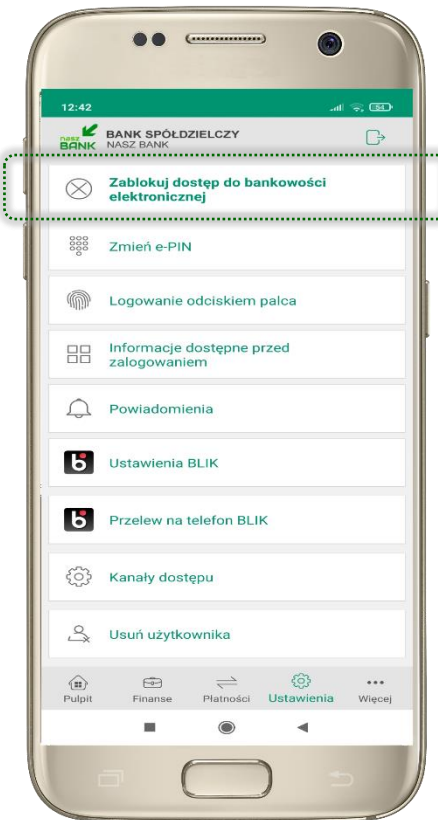 12:42
54
nasz BANK
BANK SPÓŁDZIELCZY
NASZ BANK
Zablokuj dostęp do bankowości
elektronicznej
Zmień e-PIN
Logowanie odciskiem palca
Informacje dostępne przed
zalogowaniem
Powiadomienia
Ustawienia BLIK
Przelew na telefon BLIK
Kanały dostępu
Usuń użytkownika
Pulpit Finanse Płatności Ustawienia Więcej